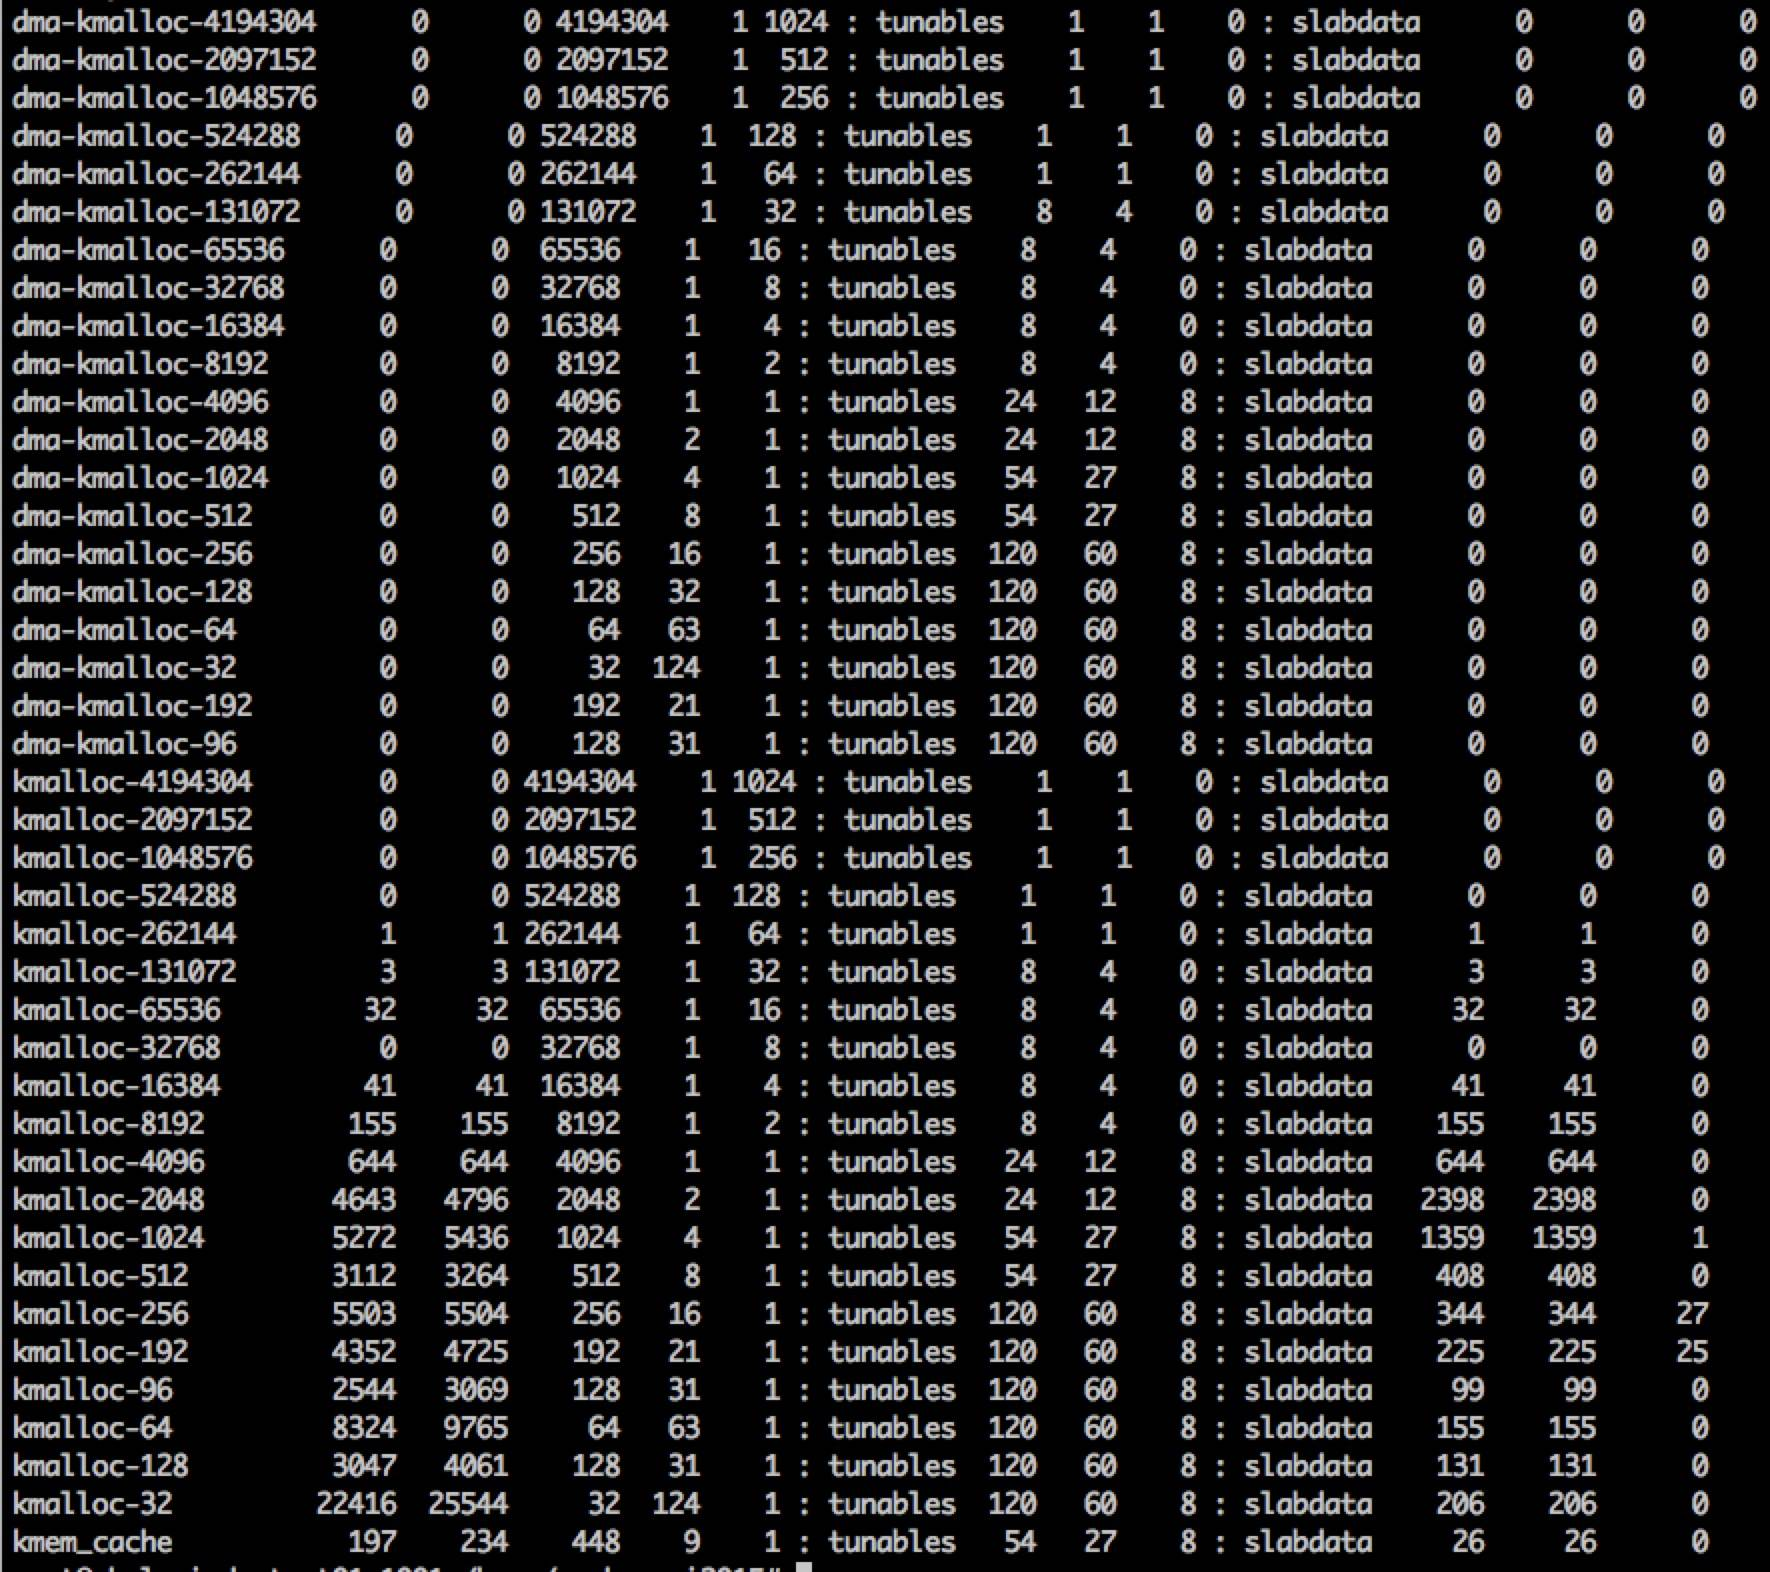 dma-kmalloc-4194304 0 0 4194304 1 1024 : tunables 1 1 0 : slabdata 0 0 0
dma-kmalloc-2097152 0 0 2097152 1 512 : tunables 1 1 0 : slabdata 0 0 0
dma-kmalloc-1048576 0 0 1048576 1 256 : tunables 1 1 0 : slabdata 0 0 0
dma-kmalloc-524288 0 0 524288 1 128 : tunables 1 1 0 : slabdata 0 0 0
dma-kmalloc-262144 0 0 262144 1 64 : tunables 1 1 0 : slabdata 0 0 0
dma-kmalloc-131072 0 0 131072 1 32 : tunables 8 4 0 : slabdata 0 0 0
dma-kmalloc-65536 0 0 65536 1 16 : tunables 8 4 0 : slabdata 0 0 0
dma-kmalloc-32768 0 0 32768 1 8 : tunables 8 4 0 : slabdata 0 0 0
dma-kmalloc-16384 0 0 16384 1 4 : tunables 8 4 0 : slabdata 0 0 0
dma-kmalloc-8192 0 0 8192 1 2 : tunables 8 4 0 : slabdata 0 0 0
dma-kmalloc-4096 0 0 4096 1 1 : tunables 24 12 8 : slabdata 0 0 0
dma-kmalloc-2048 0 0 2048 2 1 : tunables 24 12 8 : slabdata 0 0 0
dma-kmalloc-1024 0 0 1024 4 1 : tunables 54 27 8 : slabdata 0 0 0
dma-kmalloc-512 0 0 512 8 1 : tunables 54 27 8 : slabdata 0 0 0
dma-kmalloc-256 0 0 256 16 1 : tunables 120 60 8 : slabdata 0 0 0
dma-kmalloc-128 0 0 128 32 1 : tunables 120 60 8 : slabdata 0 0 0
dma-kmalloc-64 0 0 64 63 1 : tunables 120 60 8 : slabdata 0 0 0
dma-kmalloc-32 0 0 32 124 1 : tunables 120 60 8 : slabdata 0 0 0
dma-kmalloc-192 0 0 192 21 1 : tunables 120 60 8 : slabdata 0 0 0
dma-kmalloc-96 0 0 128 31 1 : tunables 120 60 8 : slabdata 0 0 0
kmalloc-4194304 0 0 4194304 1 1024 : tunables 1 1 0 : slabdata 0 0 0
kmalloc-2097152 0 0 2097152 1 512 : tunables 1 1 0 : slabdata 0 0 0
kmalloc-1048576 0 0 1048576 1 256 : tunables 1 1 0 : slabdata 0 0 0
kmalloc-524288 0 0 524288 1 128 : tunables 1 1 0 : slabdata 0 0 0
kmalloc-262144 1 1 262144 1 64 : tunables 1 1 0 : slabdata 1 1 0
kmalloc-131072 3 3 131072 1 32 : tunables 8 4 0 : slabdata 3 3 0
kmalloc-65536 32 32 65536 1 16 : tunables 8 4 0 : slabdata 32 32 0
kmalloc-32768 0 0 32768 1 8 : tunables 8 4 0 : slabdata 0 0 0
kmalloc-16384 41 41 16384 1 4 : tunables 8 4 0 : slabdata 41 41 0
kmalloc-8192 155 155 8192 1 2 : tunables 8 4 0 : slabdata 155 155 0
kmalloc-4096 644 644 4096 1 1 : tunables 24 12 8 : slabdata 644 644 0
kmalloc-2048 4643 4796 2048 2 1 : tunables 24 12 8 : slabdata 2398 2398 0
kmalloc-1024 5272 5436 1024 4 1 : tunables 54 27 8 : slabdata 1359 1359 1
kmalloc-512 3112 3264 512 8 1 : tunables 54 27 8 : slabdata 408 408 0
kmalloc-256 5503 5504 256 16 1 : tunables 120 60 8 : slabdata 344 344 27
kmalloc-192 4352 4725 192 21 1 : tunables 120 60 8 : slabdata 225 225 25
kmalloc-96 2544 3069 128 31 1 : tunables 120 60 8 : slabdata 99 99 0
kmalloc-64 8324 9765 64 63 1 : tunables 120 60 8 : slabdata 155 155 0
kmalloc-128 3047 4061 128 31 1 : tunables 120 60 8 : slabdata 131 131 0
kmalloc-32 22416 25544 32 124 1 : tunables 120 60 8 : slabdata 206 206 0
kmem_cache 197 234 448 9 1 : tunables 54 27 8 : slabdata 26 26 0